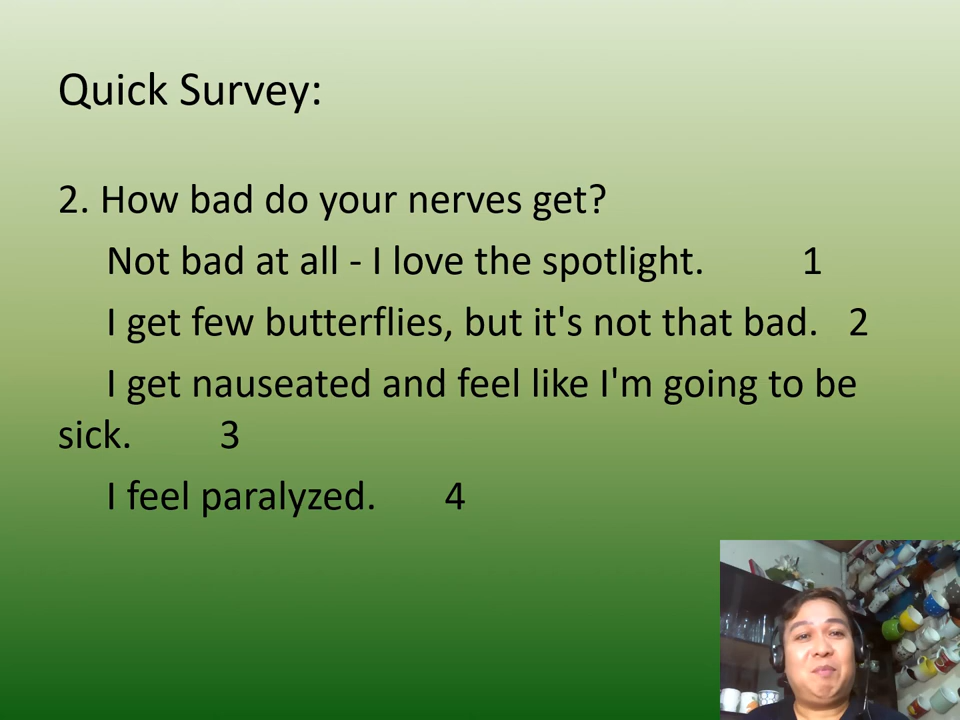 Quick Survey:
2. How bad do your nerves get?
Not bad at all - I love the spotlight. 1
I get few butterflies, but it's not that bad. 2
I get nauseated and feel like I'm going to be
sick. 3
I feel paralyzed. 4